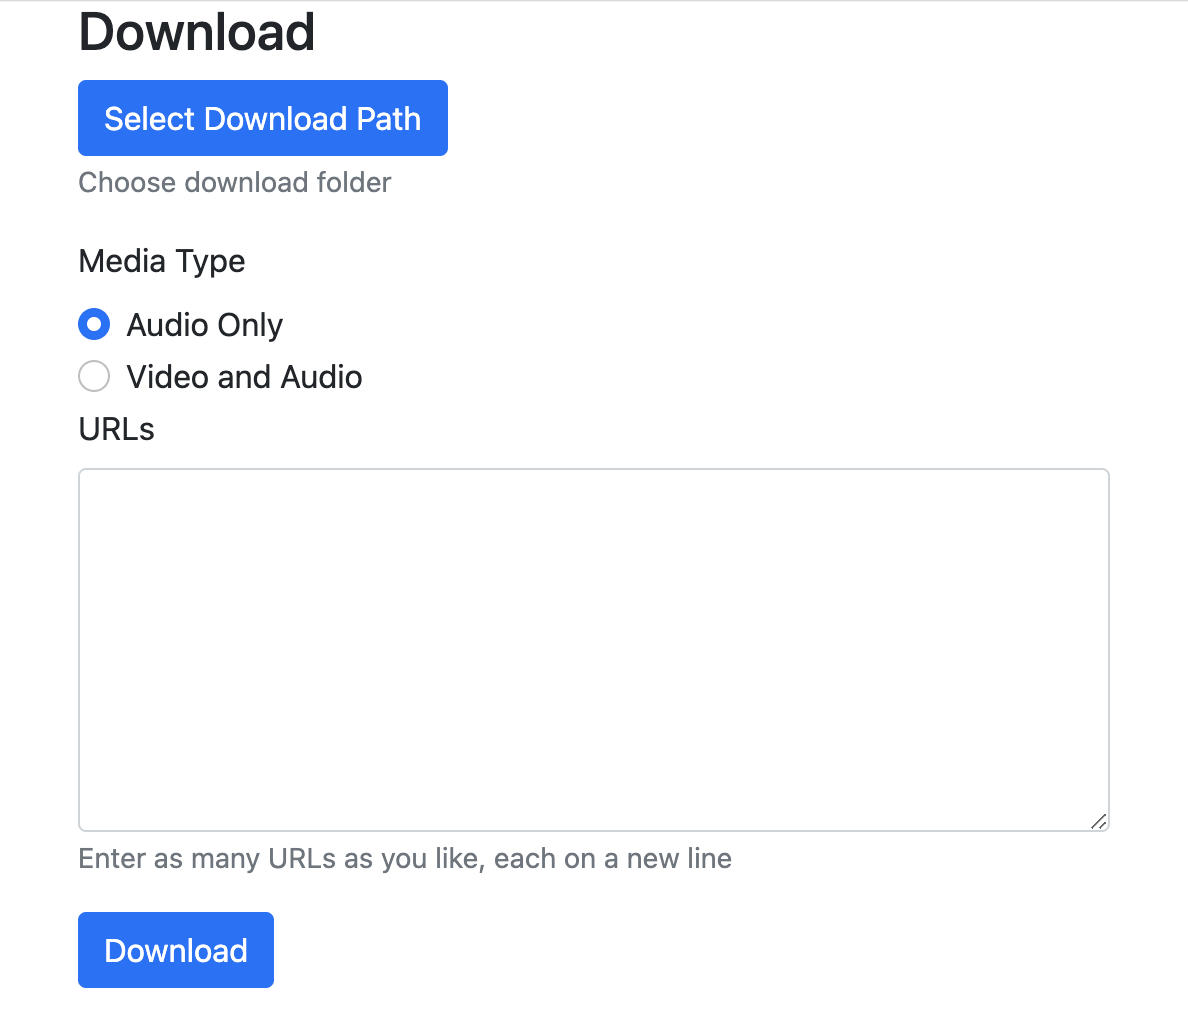 Download
Select Download Path
Choose download folder
Media Type
Audio Only
Video and Audio
URLs
Enter as many URLs as you like, each on a new line
Download